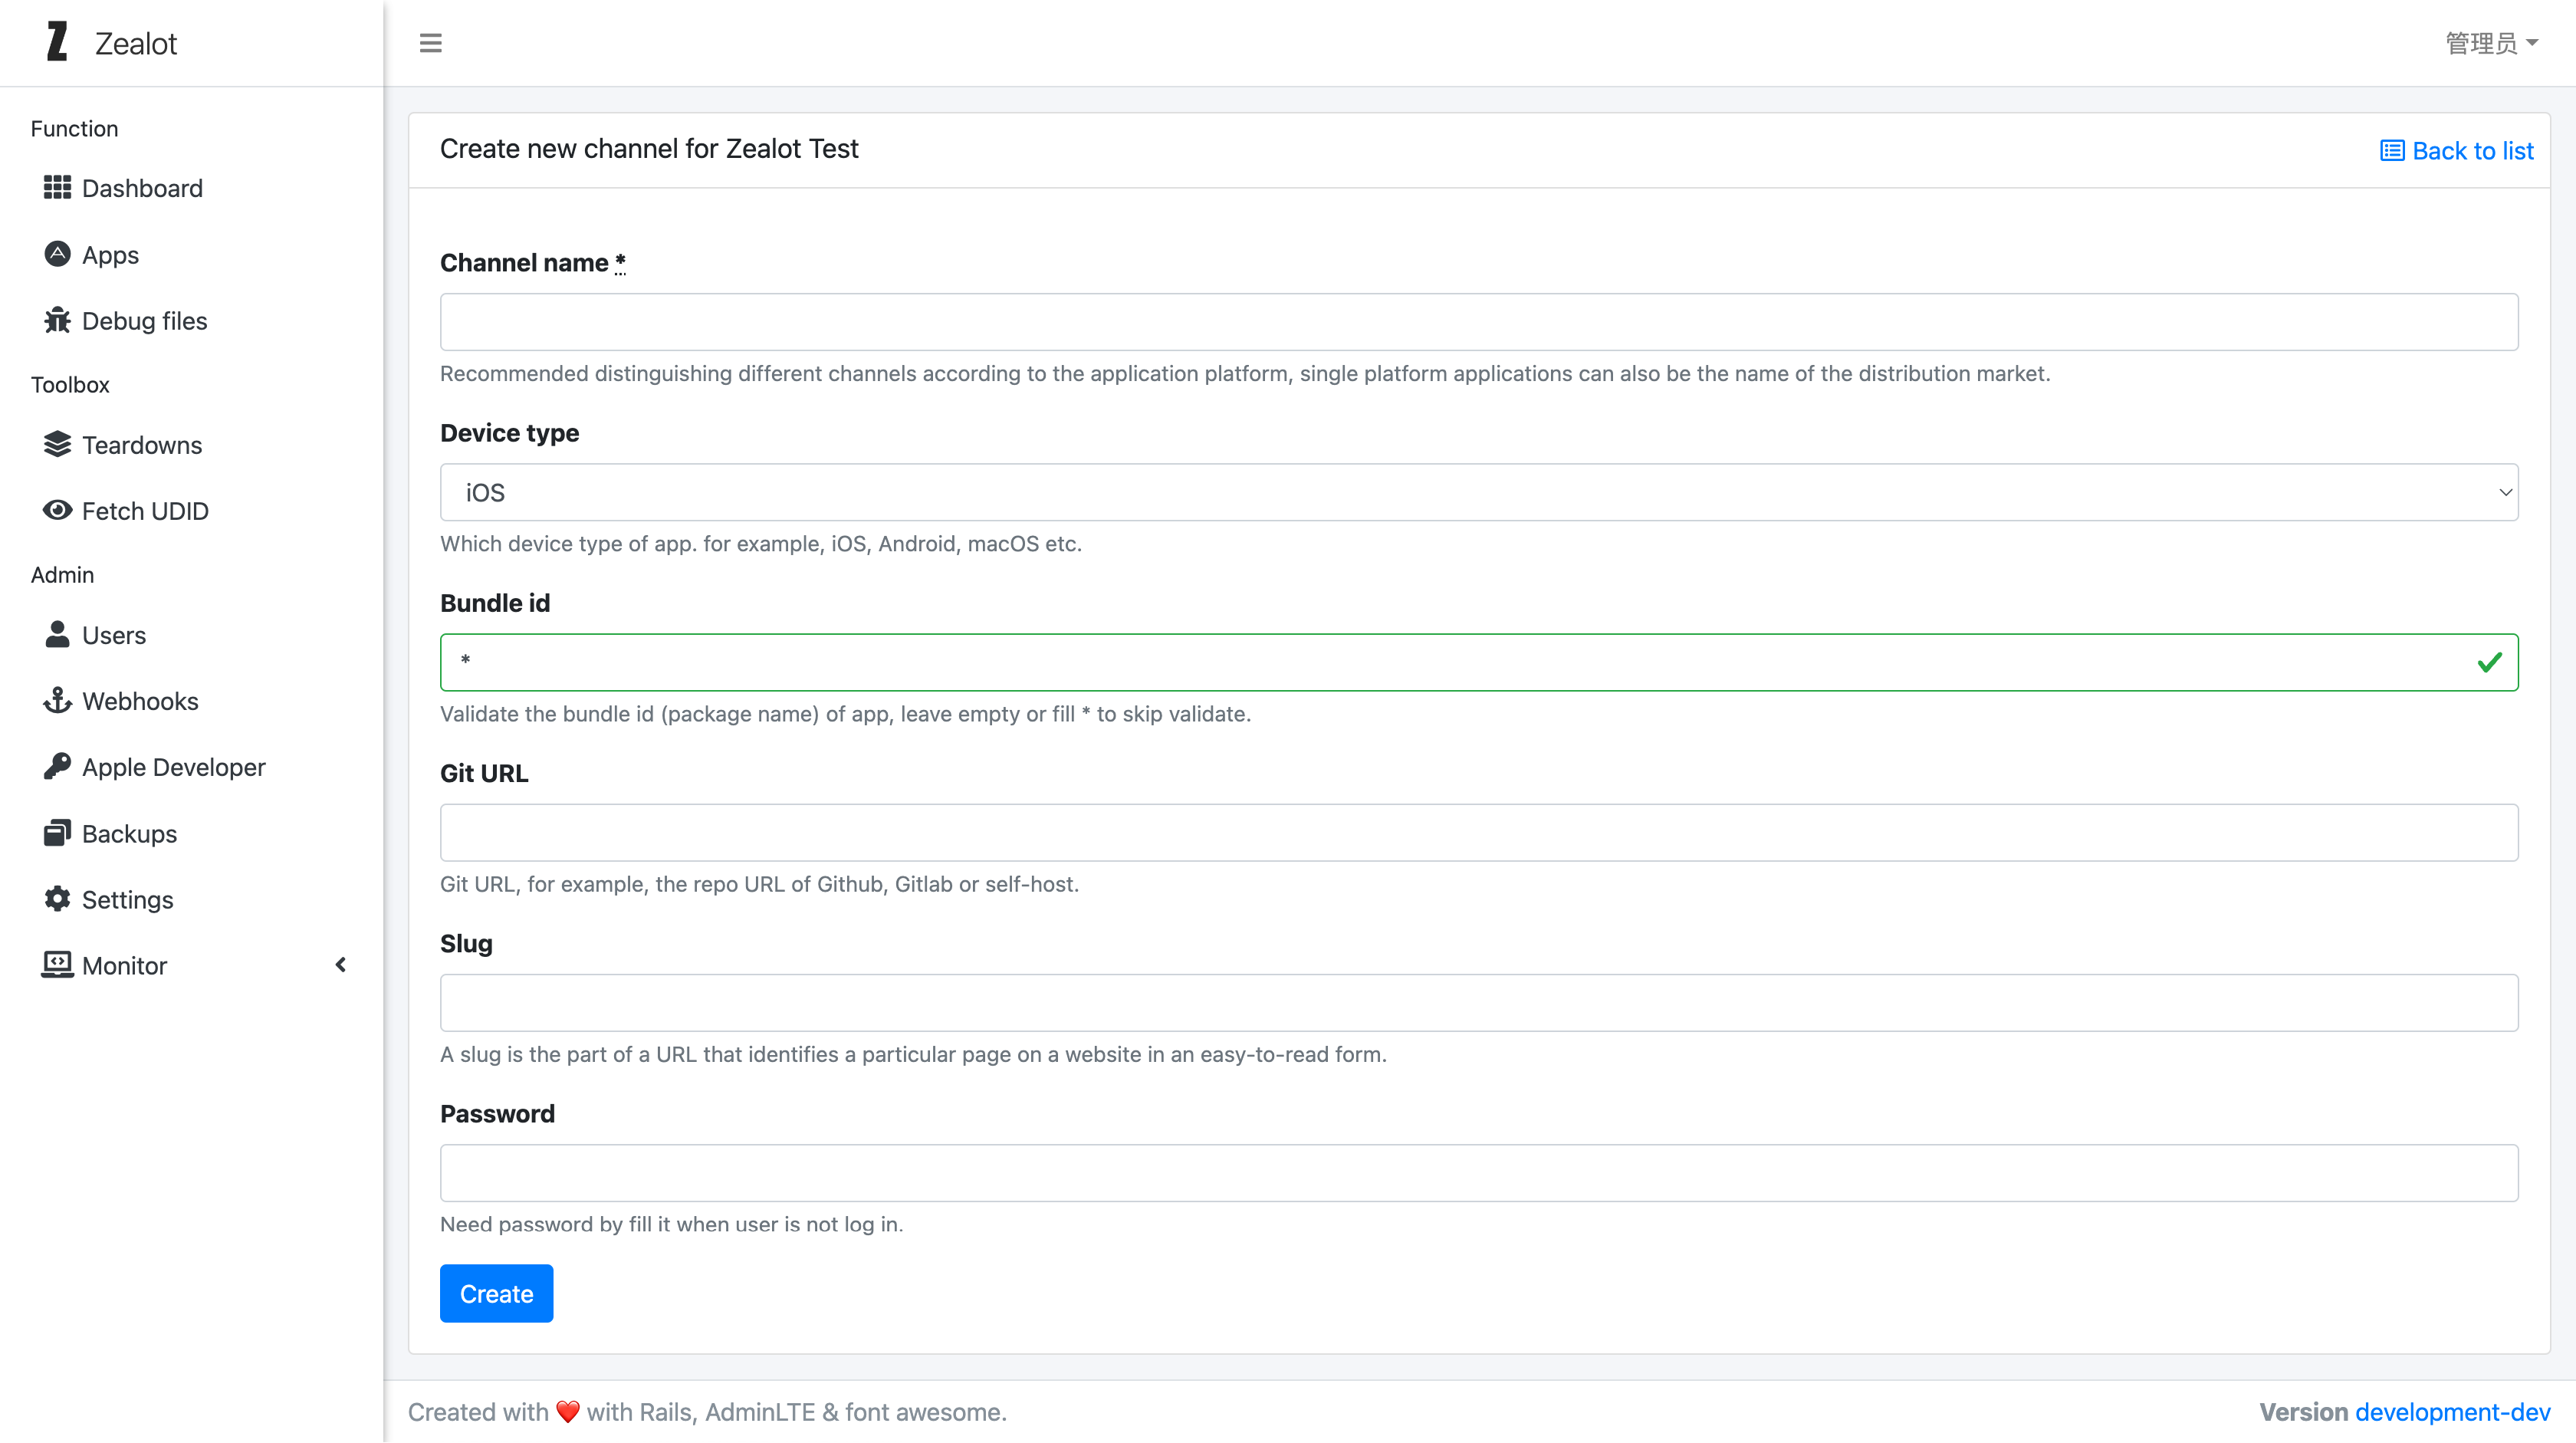 Zealot
管理员
Function
Dashboard
Apps
Debug files
Toolbox
Teardowns
Fetch UDID
Admin
Users
Webhooks
Apple Developer
Backups
Settings
Monitor
Create new channel for Zealot Test
Back to list
Channel name *
Recommended distinguishing different channels according to the application platform, single platform applications can also be the name of the distribution market.
Device type
iOS
Which device type of app. for example, iOS, Android, macOS etc.
Bundle id
*
Validate the bundle id (package name) of app, leave empty or fill * to skip validate.
Git URL
Git URL, for example, the repo URL of Github, Gitlab or self-host.
Slug
A slug is the part of a URL that identifies a particular page on a website in an easy-to-read form.
Password
Need password by fill it when user is not log in.
Create
Created with ❤️ with Rails, AdminLTE & font awesome.
Version development-dev